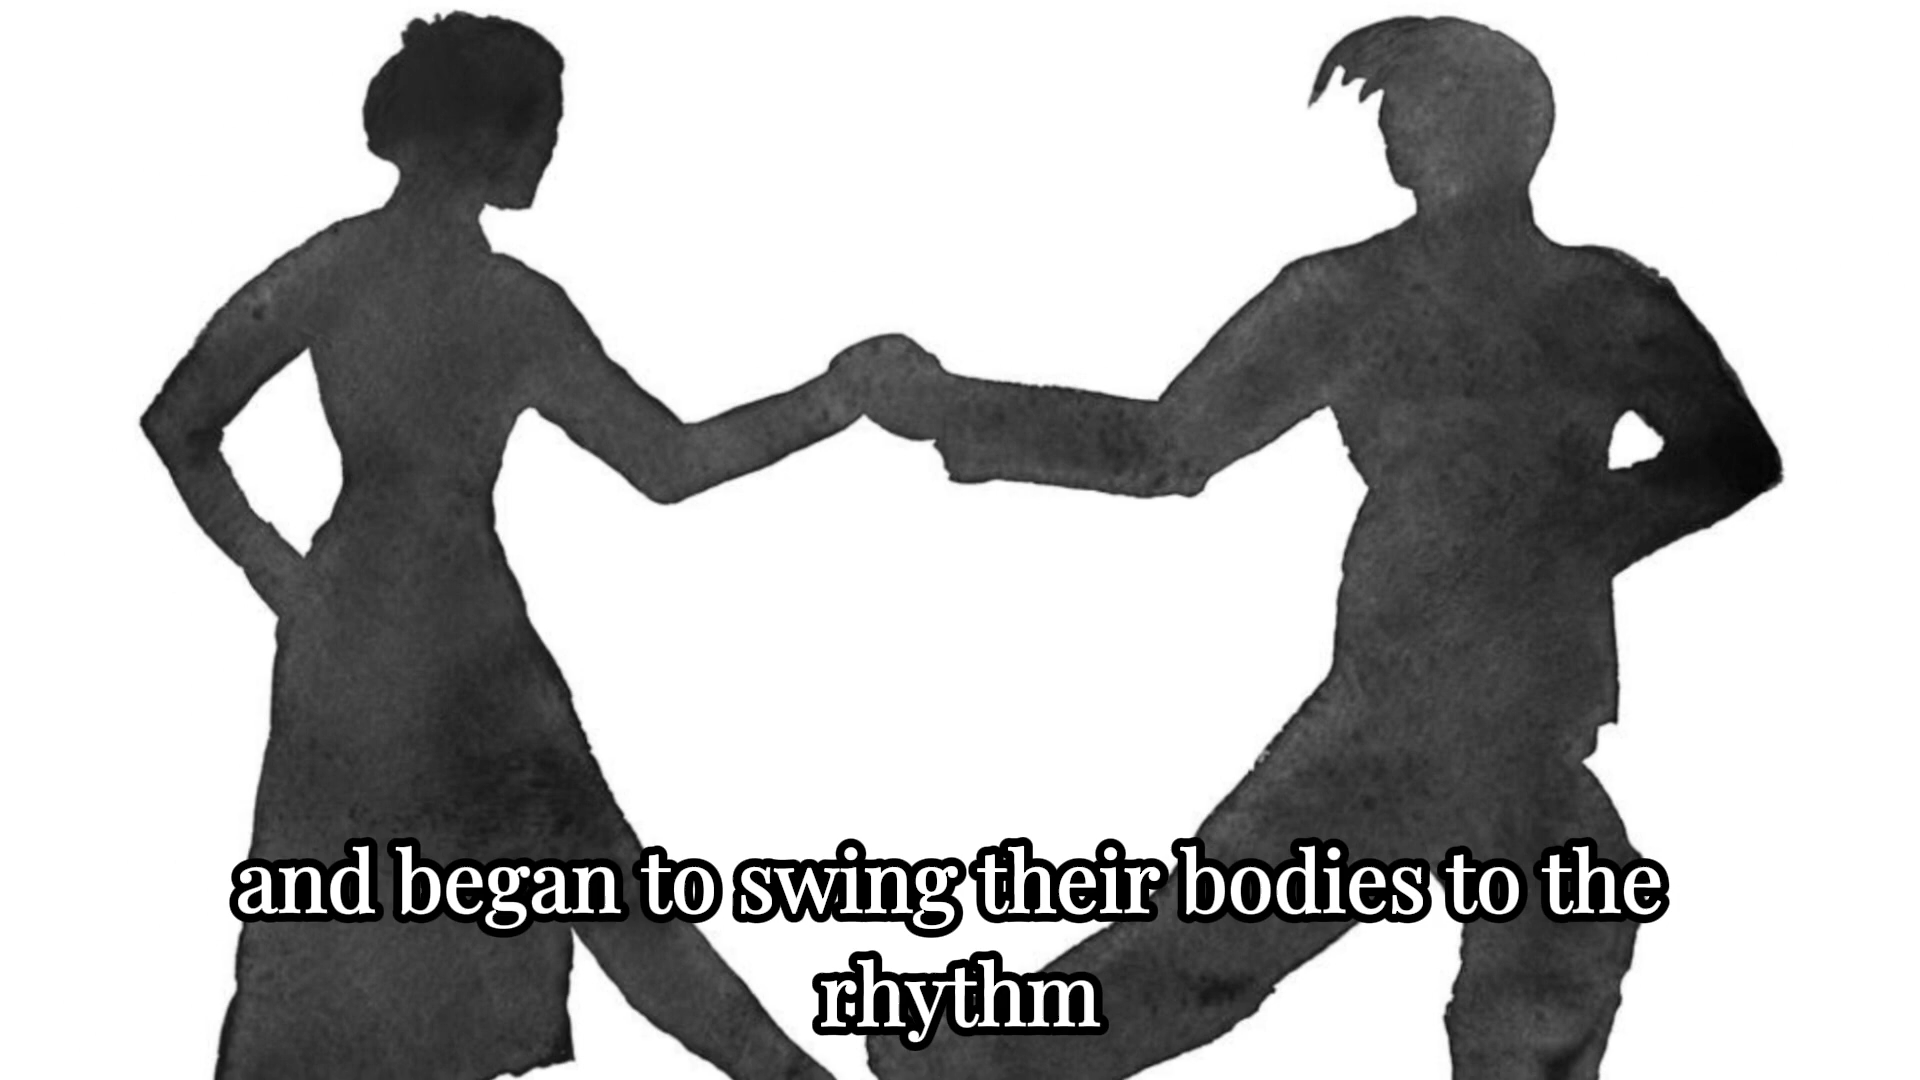 and began to swing their bodies to the
rhythm